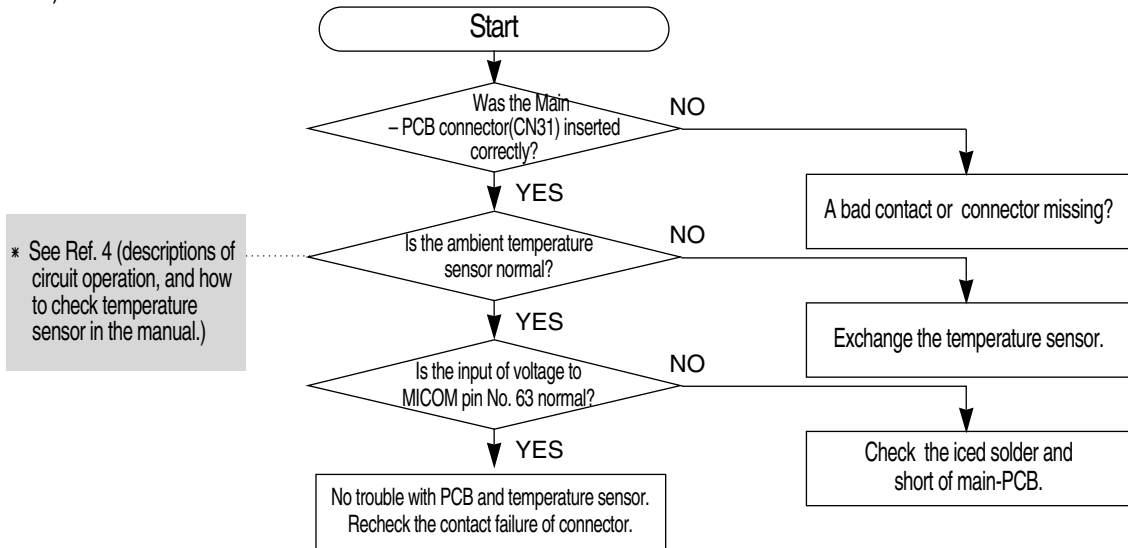 Start
Was the Main
– PCB connector(CN31) inserted
correctly?
NO
YES
A bad contact or connector missing?
* See Ref. 4 (descriptions of
circuit operation, and how
to check temperature
sensor in the manual.)
Is the ambient temperature
sensor normal?
NO
YES
Exchange the temperature sensor.
Is the input of voltage to
MICOM pin No. 63 normal?
NO
YES
Check the iced solder and
short of main-PCB.
No trouble with PCB and temperature sensor.
Recheck the contact failure of connector.